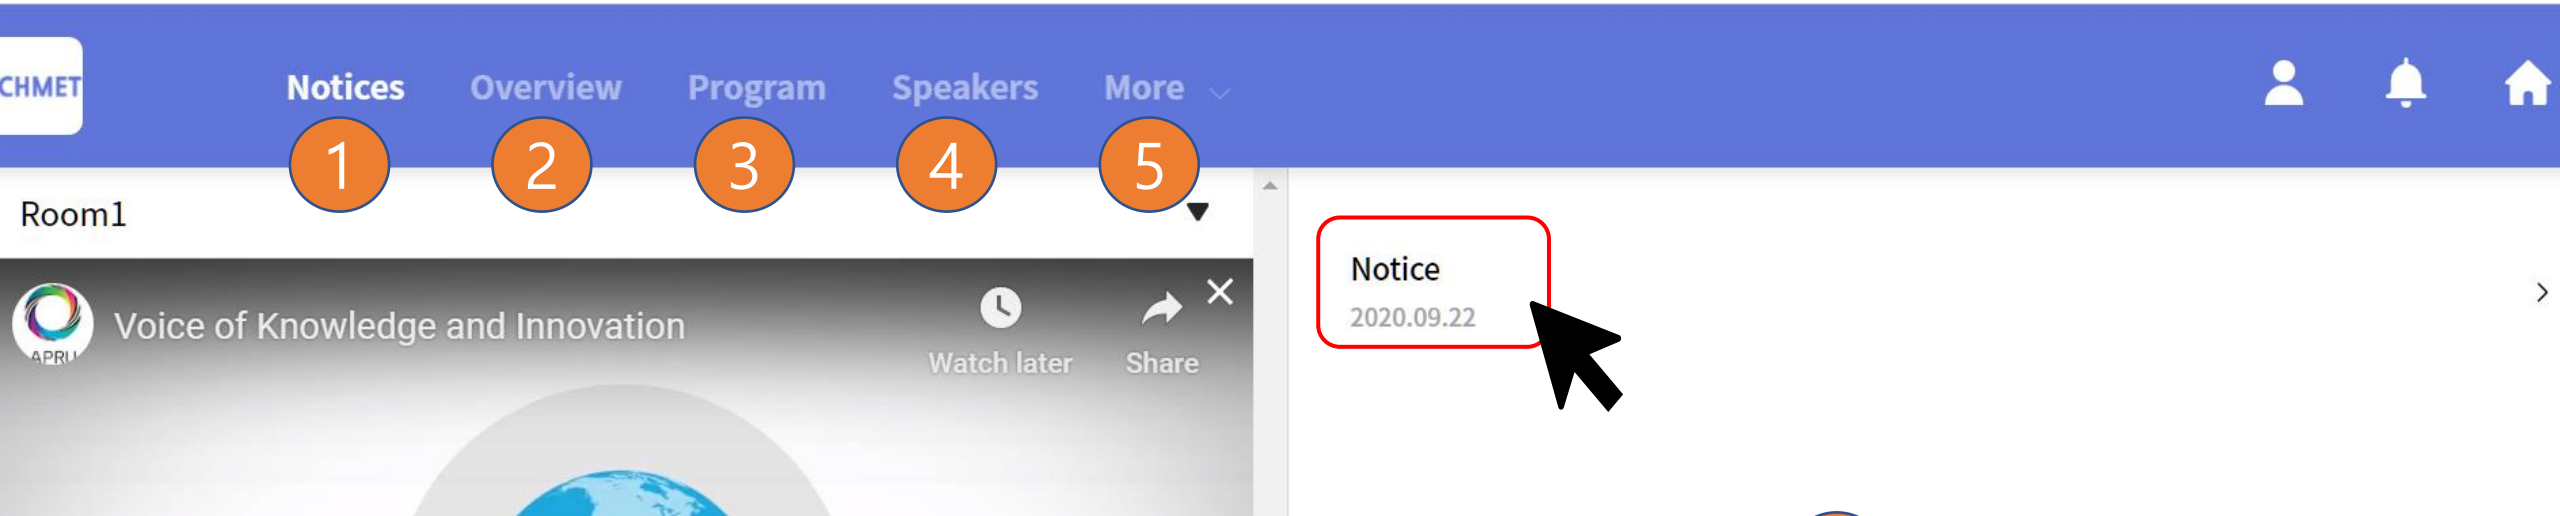 CHMET
Notices Overview Program Speakers More
1 2 3 4 5
Room1
Notice
2020.09.22
Voice of Knowledge and Innovation
APRU
Watch later Share